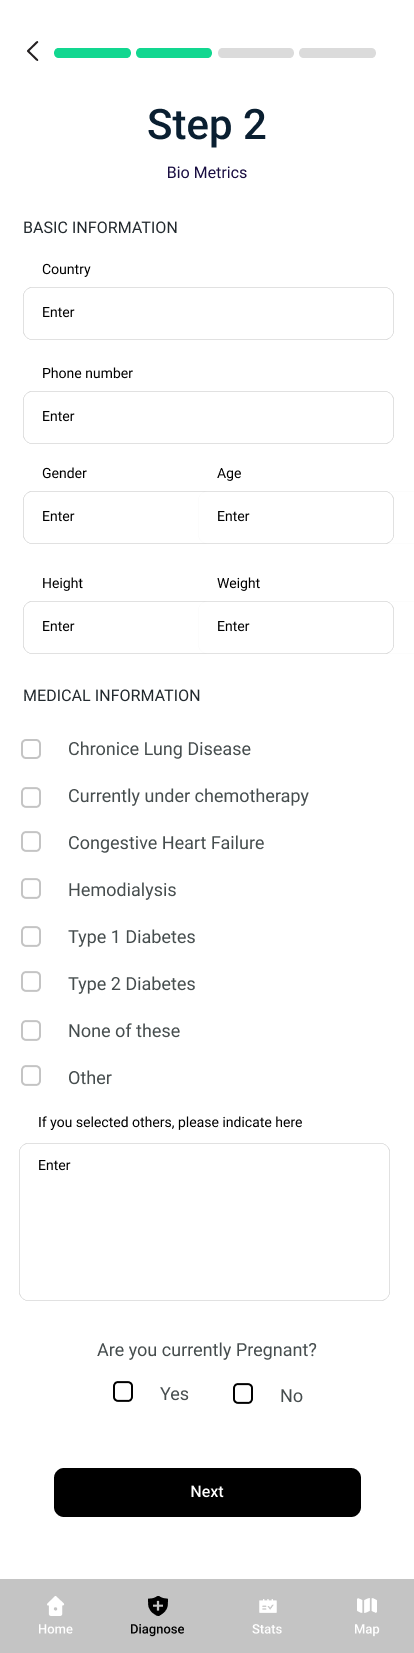 Step 2
Bio Metrics
BASIC INFORMATION
Country
Enter
Phone number
Enter
Gender Age
Enter Enter
Height Weight
Enter Enter
MEDICAL INFORMATION
Chronice Lung Disease
Currently under chemotherapy
Congestive Heart Failure
Hemodialysis
Type 1 Diabetes
Type 2 Diabetes
None of these
Other
If you selected others, please indicate here
Enter
Are you currently Pregnant?
Yes No
Next
Home Diagnose Stats Map